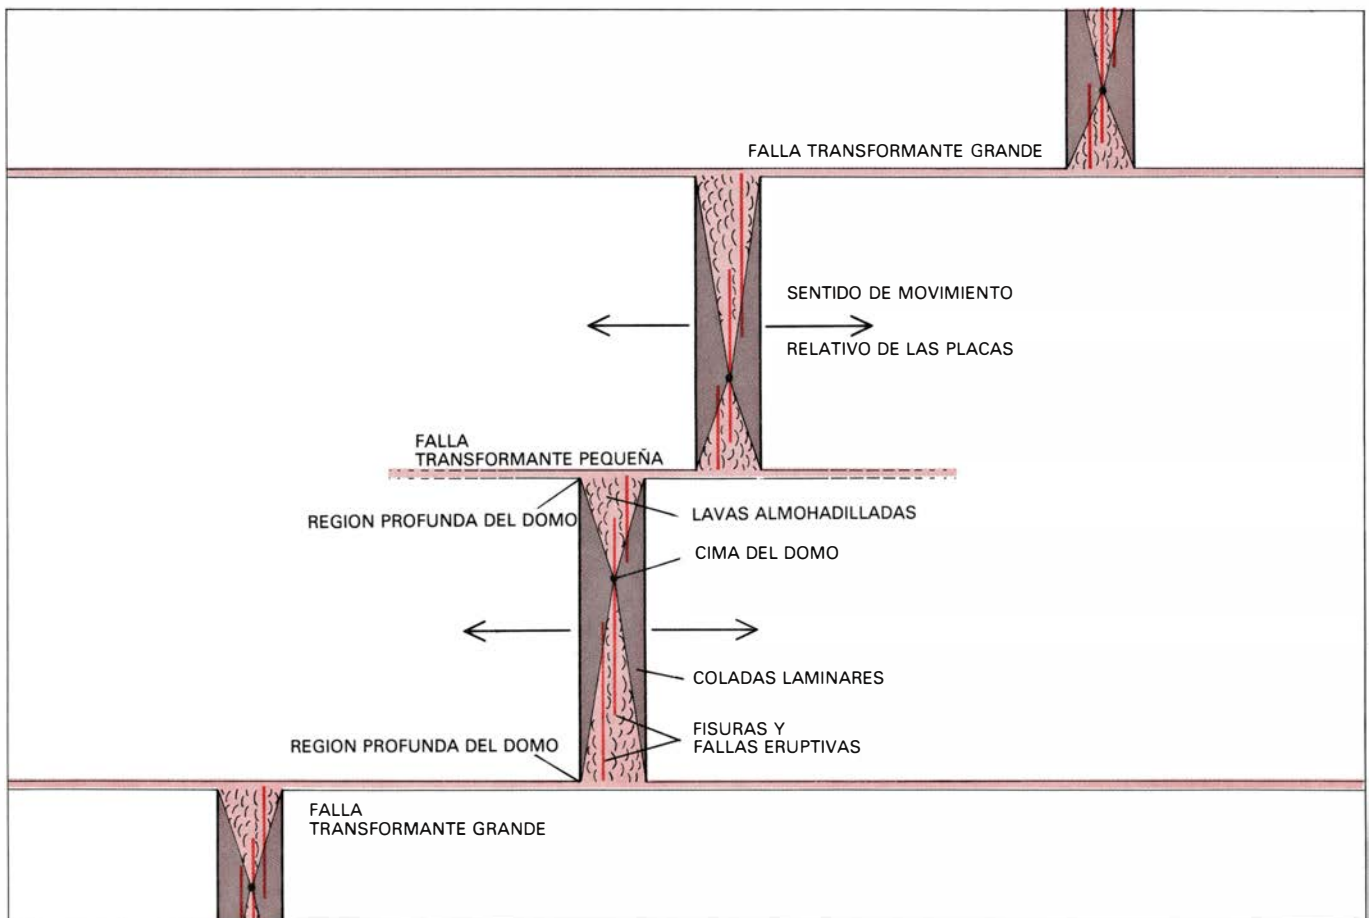 FALLA TRANSFORMANTE GRANDE
SENTIDO DE MOVIMIENTO
RELATIVO DE LAS PLACAS
FALLA
TRANSFORMANTE PEQUEÑA
REGION PROFUNDA DEL DOMO
LAVAS ALMOHADILLADAS
CIMA DEL DOMO
COLADAS LAMINARES
FISURAS Y
FALLAS ERUPTIVAS
REGION PROFUNDA DEL DOMO
FALLA
TRANSFORMANTE GRANDE